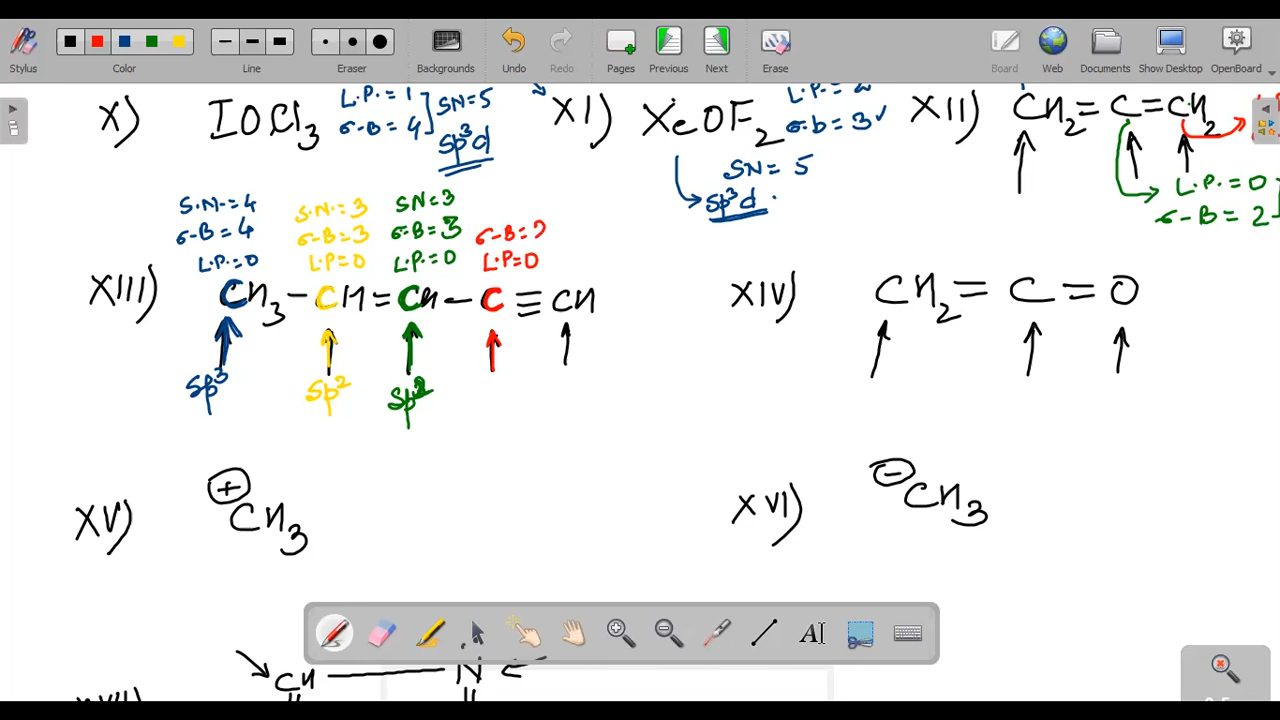 Stylus Color Line Eraser Backgrounds Undo Redo Pages Previous Next Erase Board Web Documents Show Desktop OpenBoard
X) IOCl3 L.P. = 1 σ-B = 4 SN=5 sp³d
XI) XeOF2 σ-b = 3 SN = 5 sp³d
XII) CH2 = C = CH2 L.P. = 0 σ-B = 2
S.N. = 4 S.N. = 3 SN=3
σ-B = 4 σ-B = 3 σ-B = 3 σ-B = 2
L.P. = 0 L.P = 0 L.P. = 0 L.P = 0
XIII) CH3 – CH = CH – C ≡ CH
sp³ sp² sp²
XIV) CH2 = C = O
XV) + CH3
XVI) − CH3
CH N